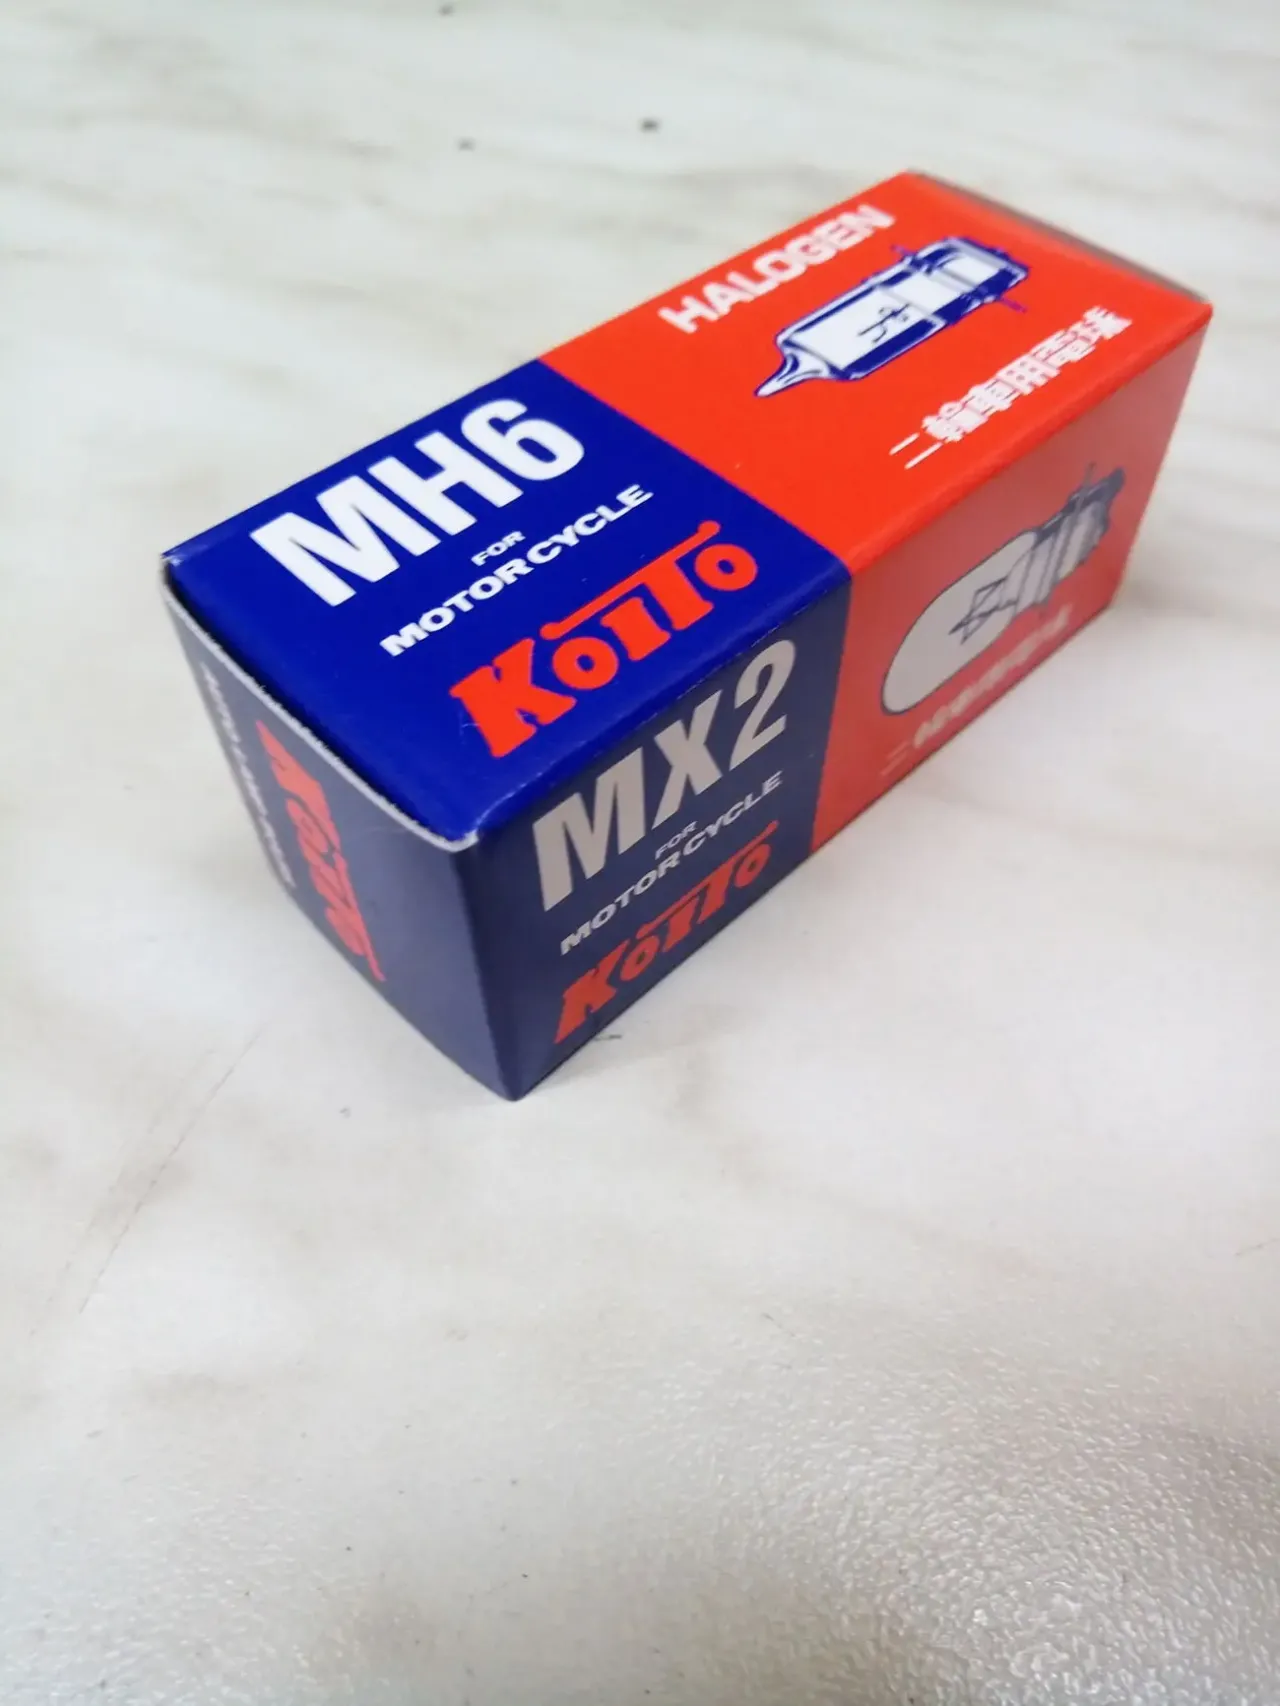 MH6
FOR
MOTORCYCLE
KOITO
HALOGEN
二輪車用電球
MX2
FOR
MOTORCYCLE
KOITO
二輪車用電球
KOITO